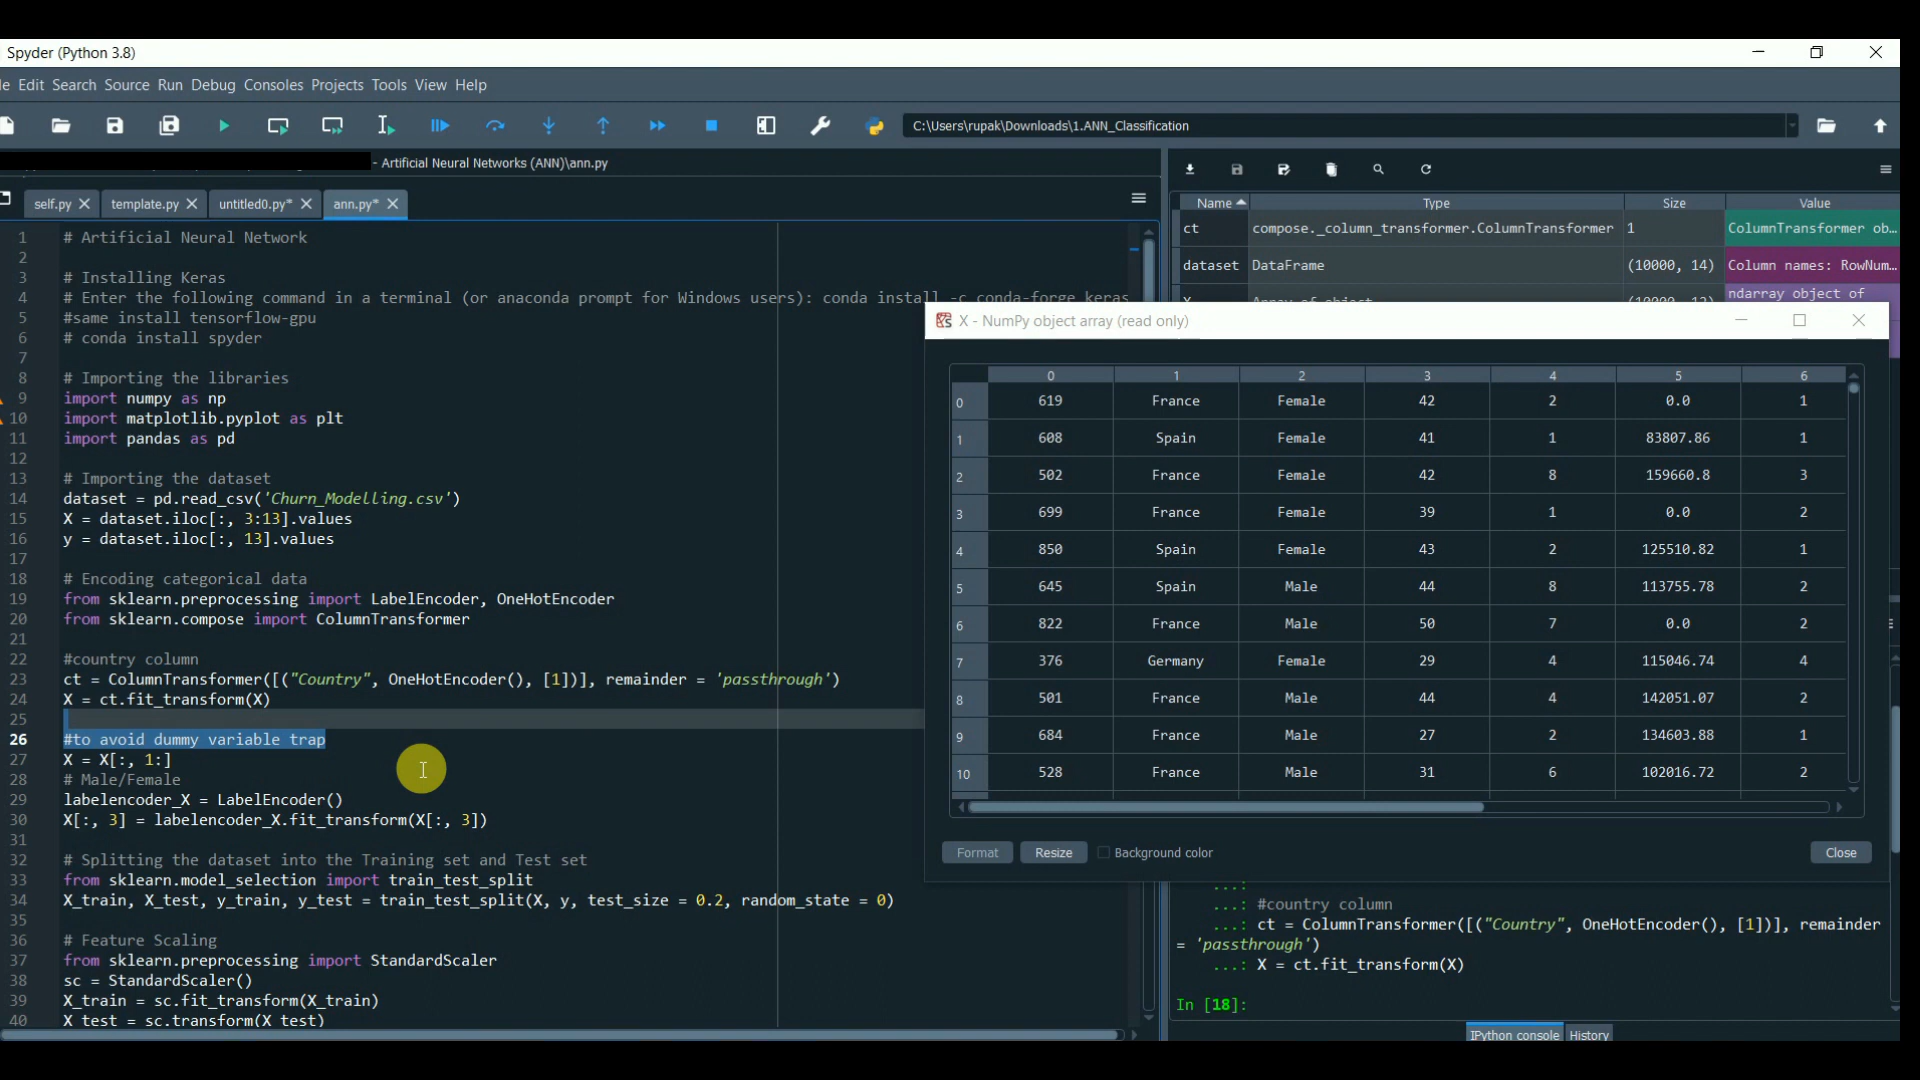 Spyder (Python 3.8)
le Edit Search Source Run Debug Consoles Projects Tools View Help
C:\Users\rupak\Downloads\1.ANN_Classification
- Artificial Neural Networks (ANN)\ann.py
self.py template.py untitled0.py* ann.py*
1 # Artificial Neural Network
2
3 # Installing Keras
4 # Enter the following command in a terminal (or anaconda prompt for Windows users): conda install -c conda-forge keras
5 #same install tensorflow-gpu
6 # conda install spyder
7
8 # Importing the libraries
9 import numpy as np
10 import matplotlib.pyplot as plt
11 import pandas as pd
12
13 # Importing the dataset
14 dataset = pd.read_csv('Churn_Modelling.csv')
15 X = dataset.iloc[:, 3:13].values
16 y = dataset.iloc[:, 13].values
17
18 # Encoding categorical data
19 from sklearn.preprocessing import LabelEncoder, OneHotEncoder
20 from sklearn.compose import ColumnTransformer
21
22 #country column
23 ct = ColumnTransformer([("Country", OneHotEncoder(), [1])], remainder = 'passthrough')
24 X = ct.fit_transform(X)
25
26 #to avoid dummy variable trap
27 X = X[:, 1:]
28 # Male/Female
29 labelencoder_X = LabelEncoder()
30 X[:, 3] = labelencoder_X.fit_transform(X[:, 3])
31
32 # Splitting the dataset into the Training set and Test set
33 from sklearn.model_selection import train_test_split
34 X_train, X_test, y_train, y_test = train_test_split(X, y, test_size = 0.2, random_state = 0)
35
36 # Feature Scaling
37 from sklearn.preprocessing import StandardScaler
38 sc = StandardScaler()
39 X_train = sc.fit_transform(X_train)
40 X_test = sc.transform(X_test)
Name Type Size Value
ct compose._column_transformer.ColumnTransformer 1 ColumnTransformer ob...
dataset DataFrame (10000, 14) Column names: RowNum...
X Array of object (10000, 12) ndarray object of
X - NumPy object array (read only)
0 1 2 3 4 5 6
0 619 France Female 42 2 0.0 1
1 608 Spain Female 41 1 83807.86 1
2 502 France Female 42 8 159660.8 3
3 699 France Female 39 1 0.0 2
4 850 Spain Female 43 2 125510.82 1
5 645 Spain Male 44 8 113755.78 2
6 822 France Male 50 7 0.0 2
7 376 Germany Female 29 4 115046.74 4
8 501 France Male 44 4 142051.07 2
9 684 France Male 27 2 134603.88 1
10 528 France Male 31 6 102016.72 2
Format Resize Background color Close
...:
...: #country column
...: ct = ColumnTransformer([("Country", OneHotEncoder(), [1])], remainder
= 'passthrough')
...: X = ct.fit_transform(X)
In [18]:
IPython console History